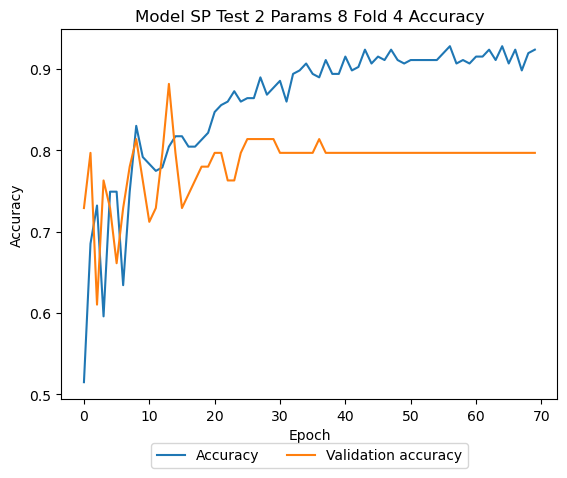 Model SP Test 2 Params 8 Fold 4 Accuracy
0.9
0.8
0.7
0.6
0.5
Accuracy
0 10 20 30 40 50 60 70
Epoch
Accuracy Validation accuracy